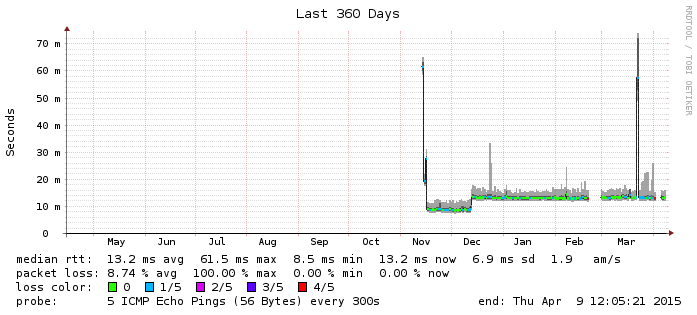 Last 360 Days
RRDTOOL / TOBI OETIKER
Seconds
70 m
60 m
50 m
40 m
30 m
20 m
10 m
0
May Jun Jul Aug Sep Oct Nov Dec Jan Feb Mar
median rtt: 13.2 ms avg 61.5 ms max 8.5 ms min 13.2 ms now 6.9 ms sd 1.9 am/s
packet loss: 8.74 % avg 100.00 % max 0.00 % min 0.00 % now
loss color: 0 1/5 2/5 3/5 4/5
probe: 5 ICMP Echo Pings (56 Bytes) every 300s end: Thu Apr 9 12:05:21 2015